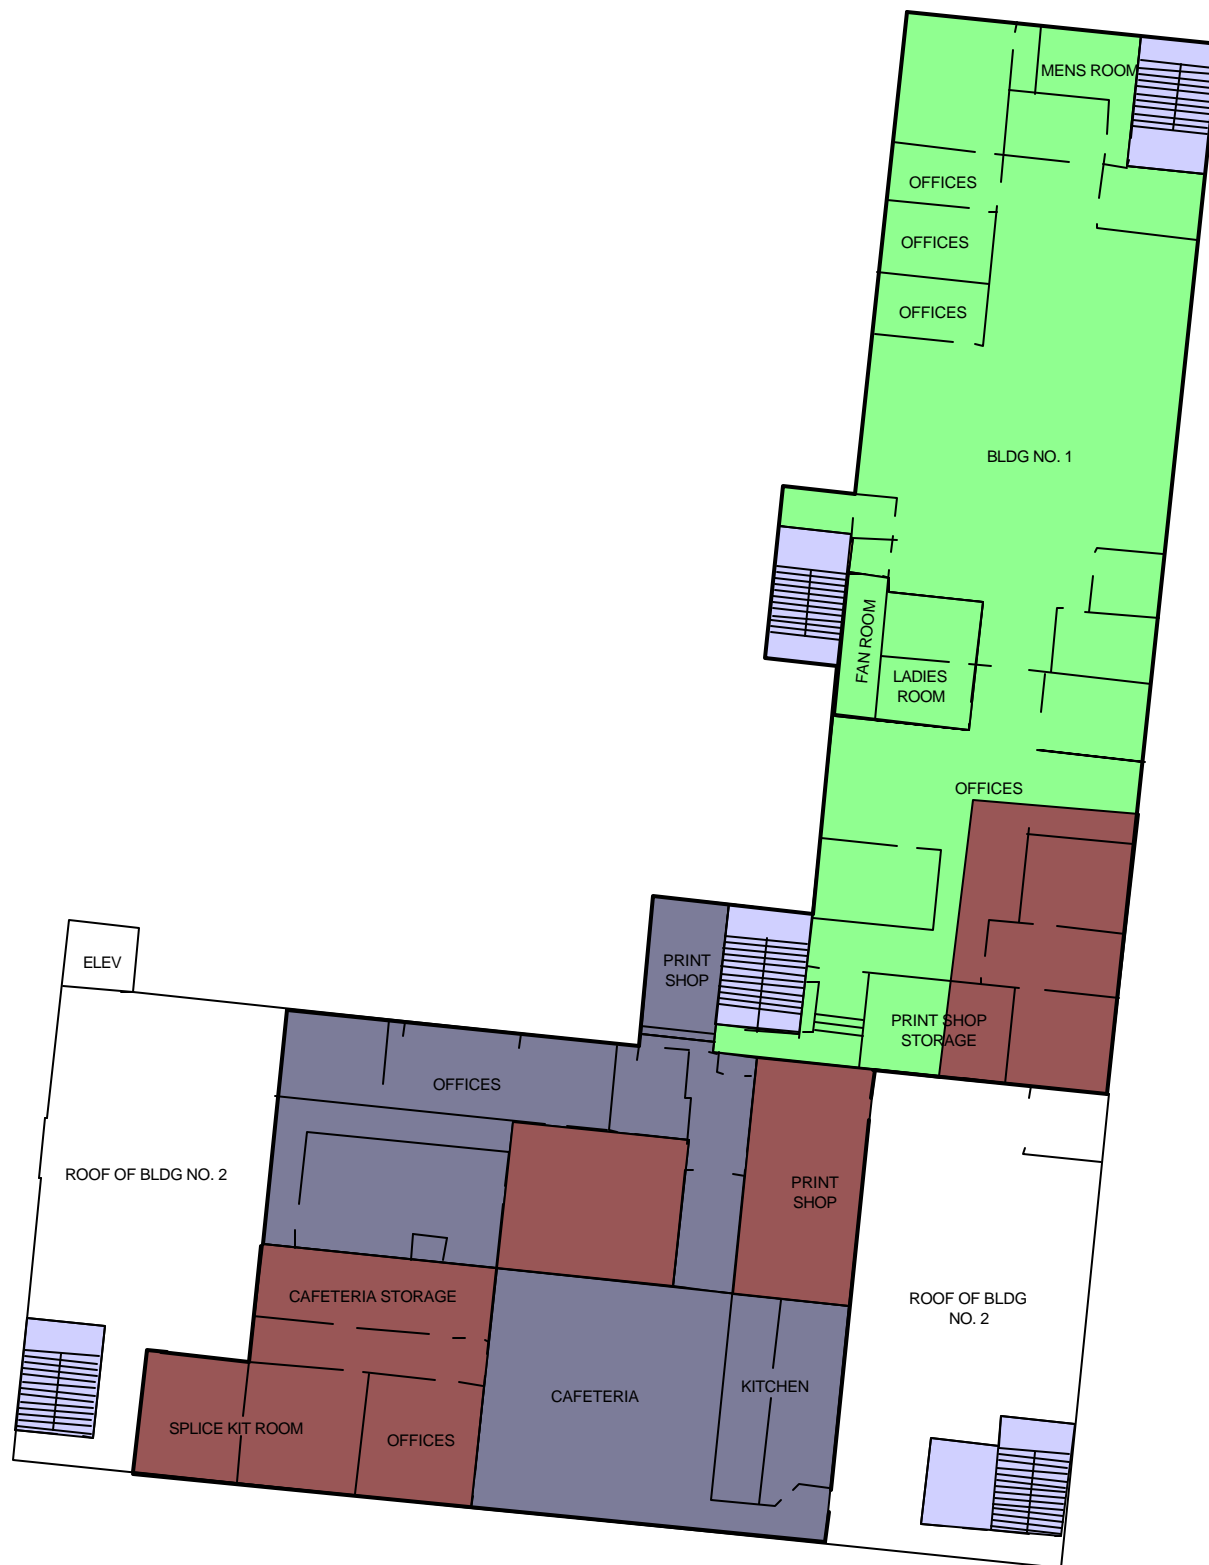 MENS ROOM
OFFICES
OFFICES
OFFICES
BLDG NO. 1
FAN ROOM
LADIES
ROOM
OFFICES
PRINT
SHOP
ELEV
PRINT SHOP
STORAGE
OFFICES
ROOF OF BLDG NO. 2
PRINT
SHOP
CAFETERIA STORAGE
ROOF OF BLDG
NO. 2
CAFETERIA
KITCHEN
SPLICE KIT ROOM
OFFICES